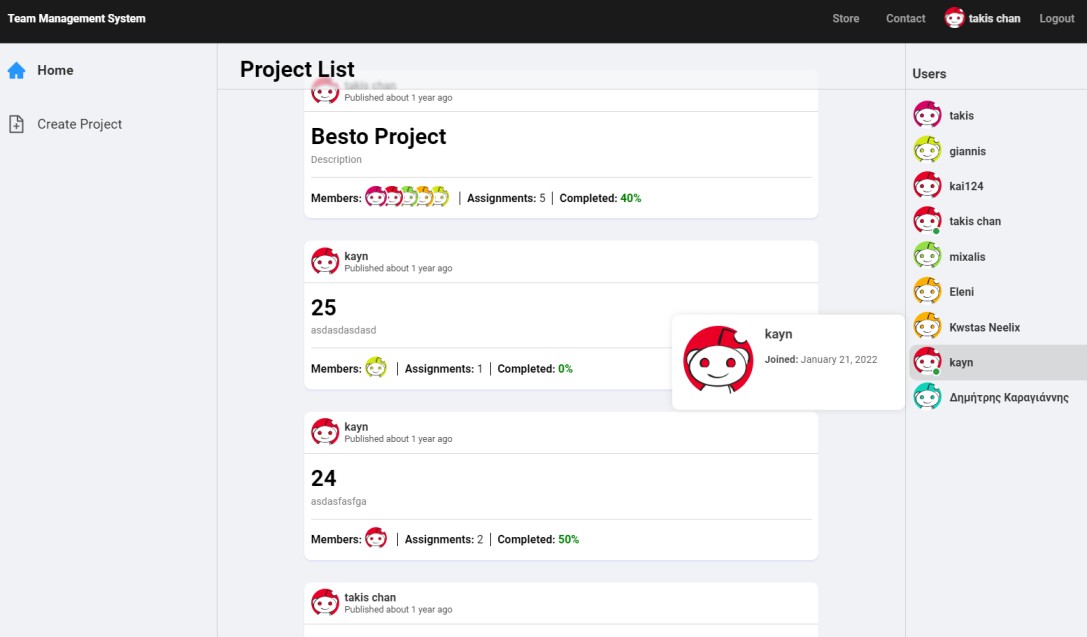 Team Management System
Store
Contact
takis chan
Logout
Home
Create Project
Project List
takis chan
Published about 1 year ago
Besto Project
Description
Members: | Assignments: 5 | Completed: 40%
kayn
Published about 1 year ago
25
asdasdasdasd
Members: | Assignments: 1 | Completed: 0%
kayn
Published about 1 year ago
24
asdasfasfga
Members: | Assignments: 2 | Completed: 50%
takis chan
Published about 1 year ago
kayn
Joined: January 21, 2022
Users
takis
giannis
kai124
takis chan
mixalis
Eleni
Kwstas Neelix
kayn
Δημήτρης Καραγιάννης